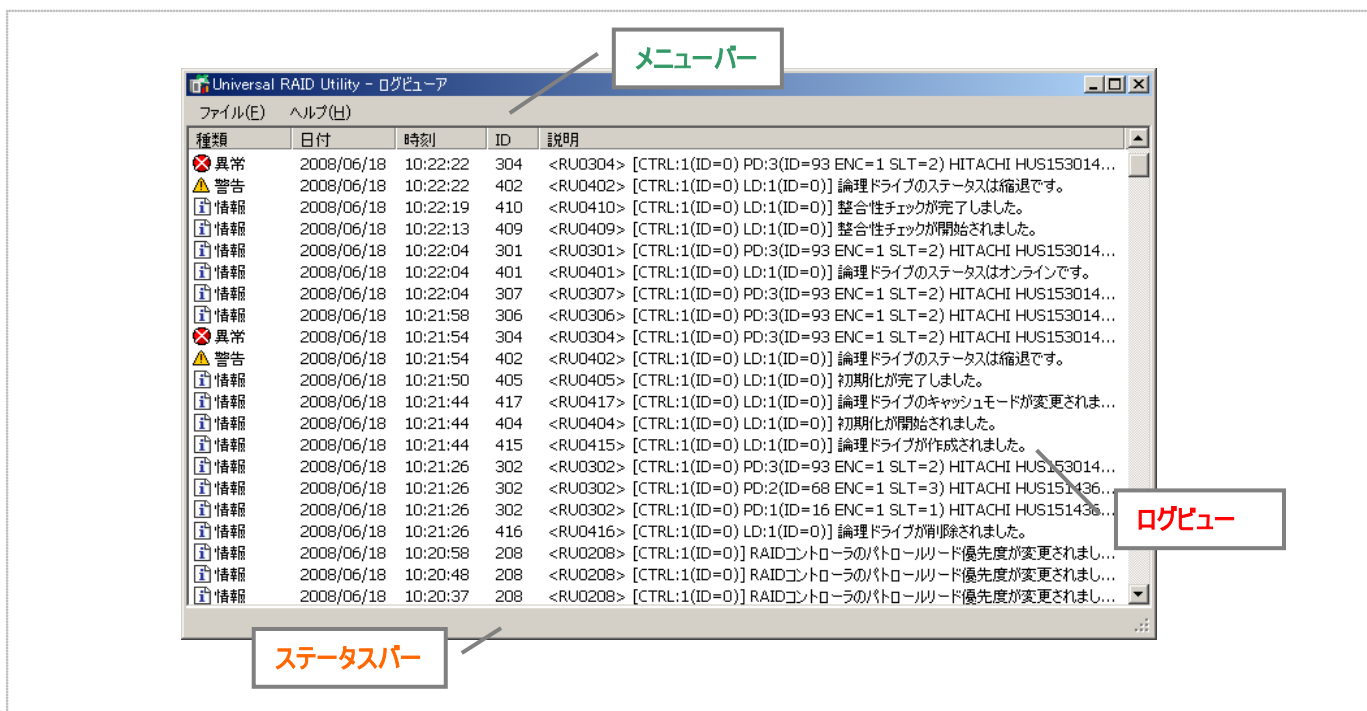 メニューバー
Universal RAID Utility - ログビューア
ファイル(F) ヘルプ(H)
種類 日付 時刻 ID 説明
異常 2008/06/18 10:22:22 304 <RU0304> [CTRL:1(ID=0) PD:3(ID=93 ENC=1 SLT=2) HITACHI HUS153014...
警告 2008/06/18 10:22:22 402 <RU0402> [CTRL:1(ID=0) LD:1(ID=0)] 論理ドライブのステータスは縮退です。
情報 2008/06/18 10:22:19 410 <RU0410> [CTRL:1(ID=0) LD:1(ID=0)] 整合性チェックが完了しました。
情報 2008/06/18 10:22:13 409 <RU0409> [CTRL:1(ID=0) LD:1(ID=0)] 整合性チェックが開始されました。
情報 2008/06/18 10:22:04 301 <RU0301> [CTRL:1(ID=0) PD:3(ID=93 ENC=1 SLT=2) HITACHI HUS153014...
情報 2008/06/18 10:22:04 401 <RU0401> [CTRL:1(ID=0) LD:1(ID=0)] 論理ドライブのステータスはオンラインです。
情報 2008/06/18 10:22:04 307 <RU0307> [CTRL:1(ID=0) PD:3(ID=93 ENC=1 SLT=2) HITACHI HUS153014...
情報 2008/06/18 10:21:58 306 <RU0306> [CTRL:1(ID=0) PD:3(ID=93 ENC=1 SLT=2) HITACHI HUS153014...
異常 2008/06/18 10:21:54 304 <RU0304> [CTRL:1(ID=0) PD:3(ID=93 ENC=1 SLT=2) HITACHI HUS153014...
警告 2008/06/18 10:21:54 402 <RU0402> [CTRL:1(ID=0) LD:1(ID=0)] 論理ドライブのステータスは縮退です。
情報 2008/06/18 10:21:50 405 <RU0405> [CTRL:1(ID=0) LD:1(ID=0)] 初期化が完了しました。
情報 2008/06/18 10:21:44 417 <RU0417> [CTRL:1(ID=0) LD:1(ID=0)] 論理ドライブのキャッシュモードが変更されま...
情報 2008/06/18 10:21:44 404 <RU0404> [CTRL:1(ID=0) LD:1(ID=0)] 初期化が開始されました。
情報 2008/06/18 10:21:44 415 <RU0415> [CTRL:1(ID=0) LD:1(ID=0)] 論理ドライブが作成されました。
情報 2008/06/18 10:21:26 302 <RU0302> [CTRL:1(ID=0) PD:3(ID=93 ENC=1 SLT=2) HITACHI HUS153014...
情報 2008/06/18 10:21:26 302 <RU0302> [CTRL:1(ID=0) PD:2(ID=68 ENC=1 SLT=3) HITACHI HUS151436...
情報 2008/06/18 10:21:26 302 <RU0302> [CTRL:1(ID=0) PD:1(ID=16 ENC=1 SLT=1) HITACHI HUS151436...
情報 2008/06/18 10:21:26 416 <RU0416> [CTRL:1(ID=0) LD:1(ID=0)] 論理ドライブが削除されました。
情報 2008/06/18 10:20:58 208 <RU0208> [CTRL:1(ID=0)] RAIDコントローラのパトロールリード優先度が変更されまし...
情報 2008/06/18 10:20:48 208 <RU0208> [CTRL:1(ID=0)] RAIDコントローラのパトロールリード優先度が変更されまし...
情報 2008/06/18 10:20:37 208 <RU0208> [CTRL:1(ID=0)] RAIDコントローラのパトロールリード優先度が変更されまし...
ログビュー
ステータスバー